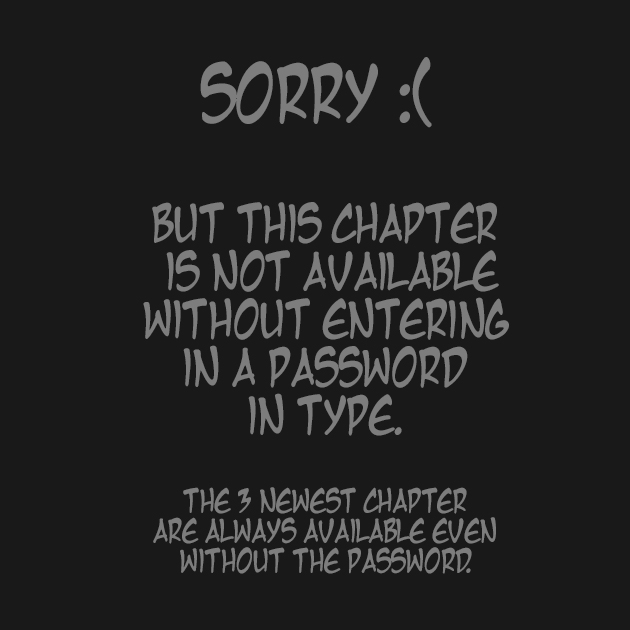 SORRY :(
BUT THIS CHAPTER
IS NOT AVAILABLE
WITHOUT ENTERING
IN A PASSWORD
IN TYPE.
THE 3 NEWEST CHAPTER
ARE ALWAYS AVAILABLE EVEN
WITHOUT THE PASSWORD.